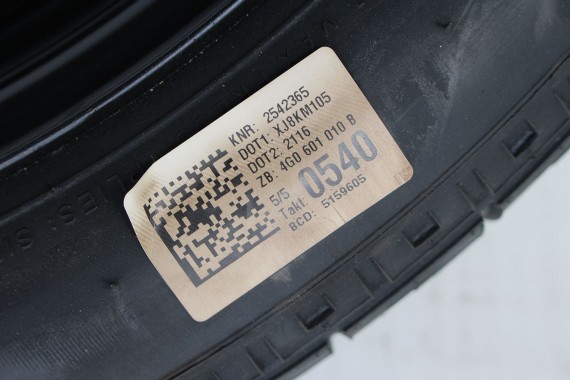 KNR: 2542365
DOT1: XJ8KM105
DOT2: 2116
ZB: 4G0 601 010 B
5/5
Takt: 0540
BCD: 5159605